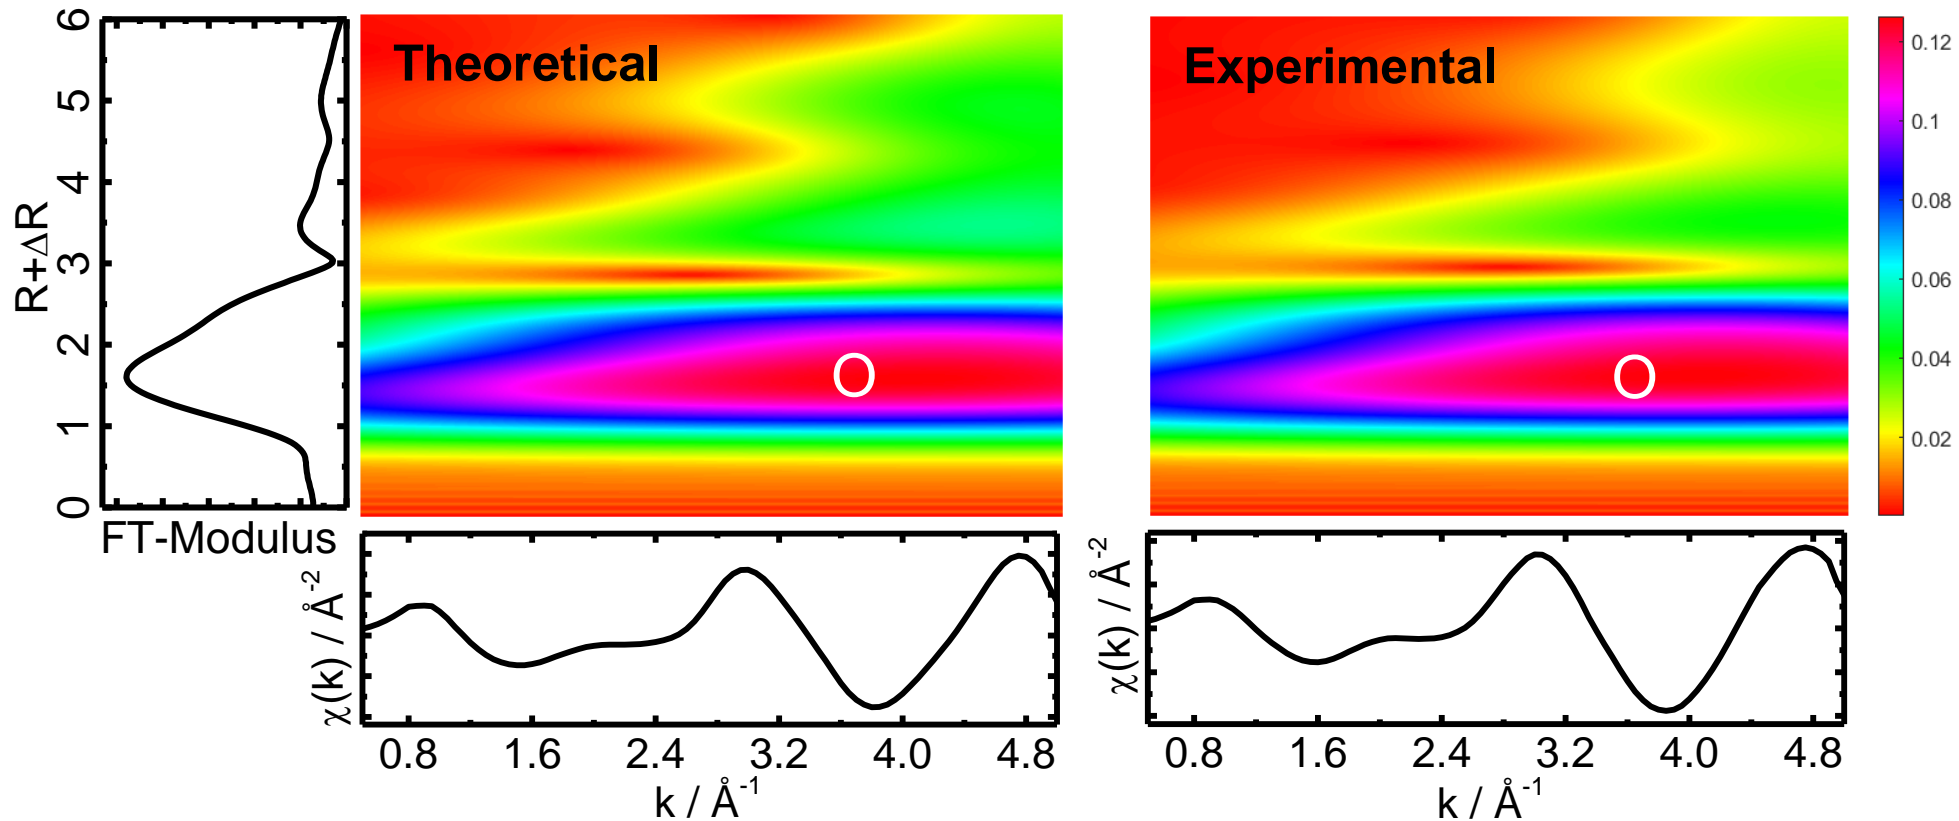 Theoretical
Experimental
R+ΔR
6
5
4
3
2
1
0
FT-Modulus
O
O
0.12
0.1
0.08
0.06
0.04
0.02
χ(k) / Å⁻²
0.8 1.6 2.4 3.2 4.0 4.8
k / Å⁻¹
χ(k) / Å⁻²
0.8 1.6 2.4 3.2 4.0 4.8
k / Å⁻¹